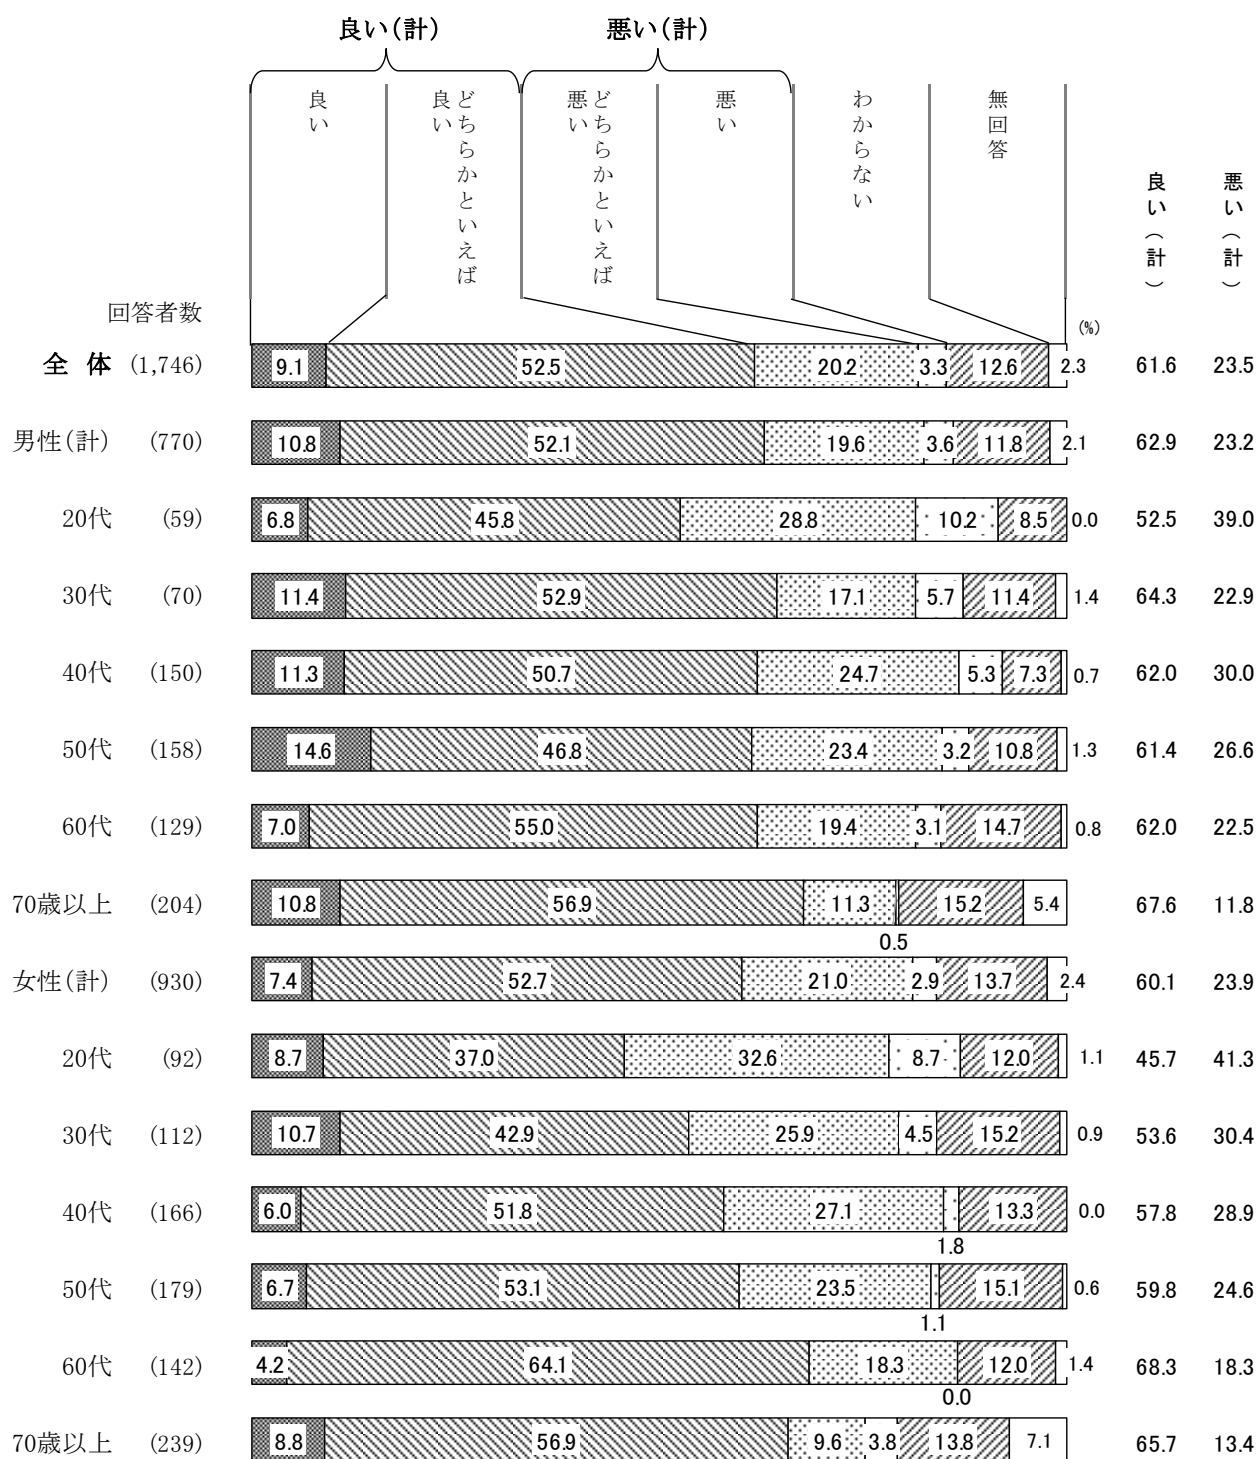 良い(計)
悪い(計)
良い
どちらかといえば
良い
どちらかといえば
悪い
悪い
わからない
無回答
良い(計)
悪い(計)
回答者数
(%)
全 体 (1,746) 9.1 52.5 20.2 3.3 12.6 2.3 61.6 23.5
男性(計) (770) 10.8 52.1 19.6 3.6 11.8 2.1 62.9 23.2
20代 (59) 6.8 45.8 28.8 10.2 8.5 0.0 52.5 39.0
30代 (70) 11.4 52.9 17.1 5.7 11.4 1.4 64.3 22.9
40代 (150) 11.3 50.7 24.7 5.3 7.3 0.7 62.0 30.0
50代 (158) 14.6 46.8 23.4 3.2 10.8 1.3 61.4 26.6
60代 (129) 7.0 55.0 19.4 3.1 14.7 0.8 62.0 22.5
70歳以上 (204) 10.8 56.9 11.3 15.2 5.4 67.6 11.8
0.5
女性(計) (930) 7.4 52.7 21.0 2.9 13.7 2.4 60.1 23.9
20代 (92) 8.7 37.0 32.6 8.7 12.0 1.1 45.7 41.3
30代 (112) 10.7 42.9 25.9 4.5 15.2 0.9 53.6 30.4
40代 (166) 6.0 51.8 27.1 13.3 0.0 57.8 28.9
1.8
50代 (179) 6.7 53.1 23.5 15.1 0.6 59.8 24.6
1.1
60代 (142) 4.2 64.1 18.3 12.0 1.4 68.3 18.3
0.0
70歳以上 (239) 8.8 56.9 9.6 3.8 13.8 7.1 65.7 13.4